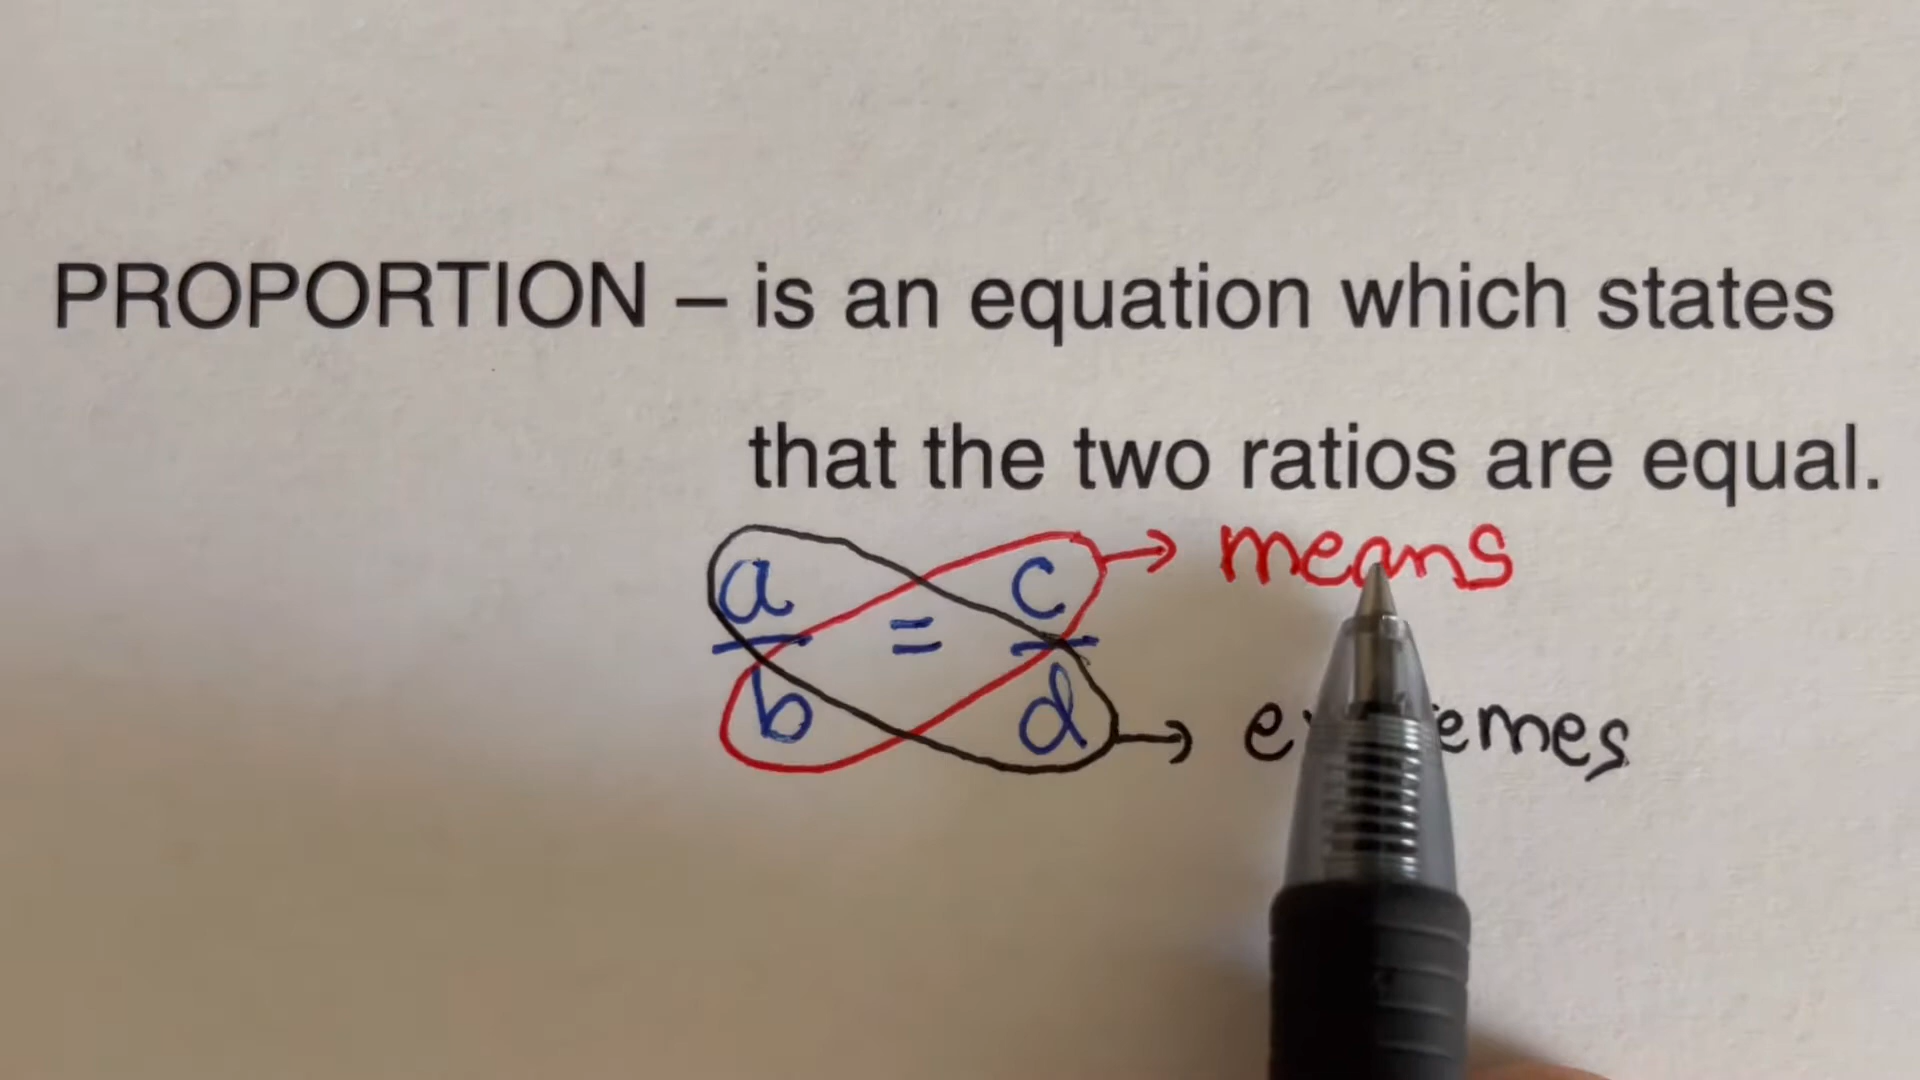 PROPORTION – is an equation which states
that the two ratios are equal.
a/b = c/d
→ means
→